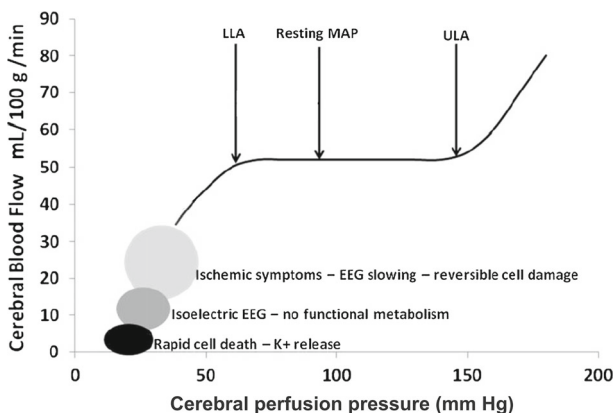 90
80
70
60
50
40
30
20
10
0
Cerebral Blood Flow mL/100 g /min
LLA
Resting MAP
ULA
Ischemic symptoms – EEG slowing – reversible cell damage
Isoelectric EEG – no functional metabolism
Rapid cell death – K+ release
0 50 100 150 200
Cerebral perfusion pressure (mm Hg)